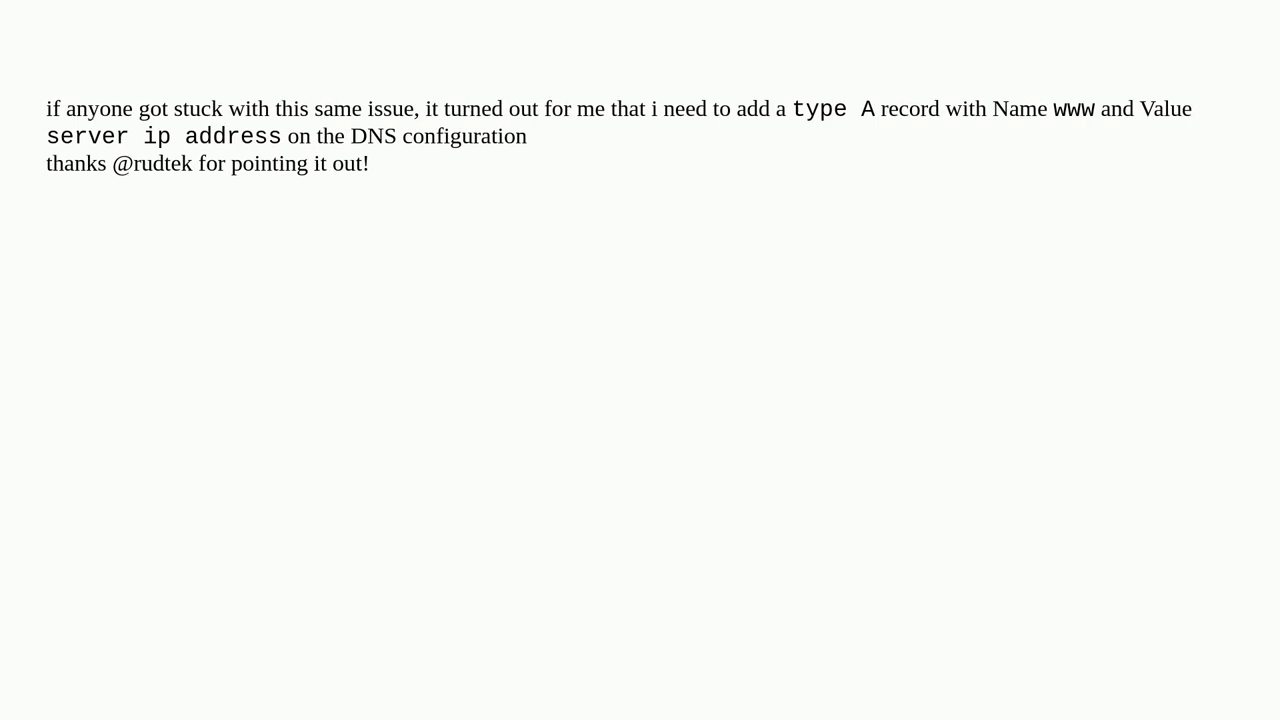 if anyone got stuck with this same issue, it turned out for me that i need to add a type A record with Name www and Value
server ip address on the DNS configuration
thanks @rudtek for pointing it out!